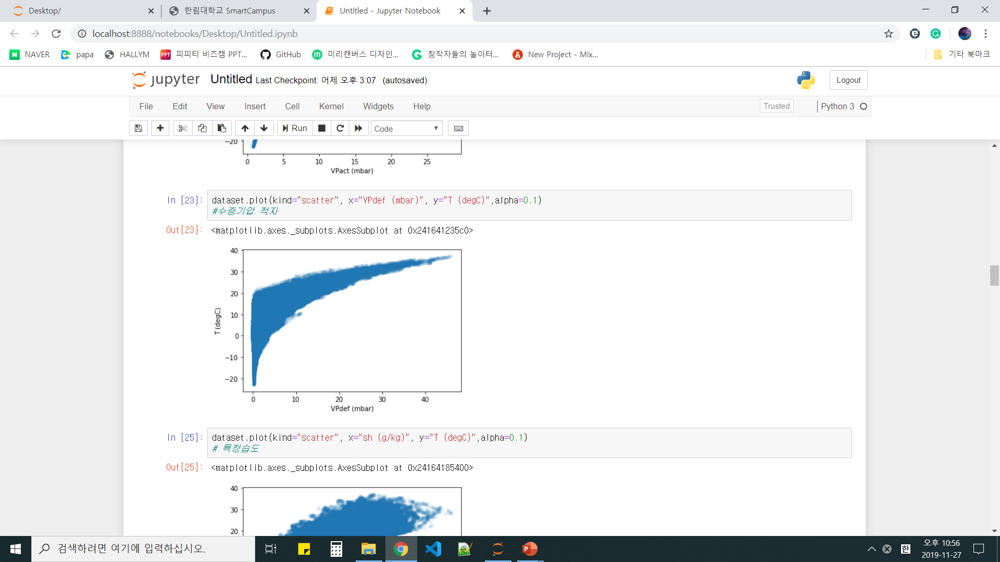 Desktop/
한림대학교 SmartCampus
Untitled - Jupyter Notebook
localhost:8888/notebooks/Desktop/Untitled.ipynb
NAVER
papa
HALLYM
PPT
피피티 비즈캠 PPT...
GitHub
미리캔버스 디자인...
창작자들의 놀이터...
New Project - Mix...
기타 북마크
jupyter
Untitled Last Checkpoint: 어제 오후 3:07 (autosaved)
Logout
File Edit View Insert Cell Kernel Widgets Help
Trusted
Python 3
Run
Code
−20
0 5 10 15 20 25
VPact (mbar)
In [23]: dataset.plot(kind="scatter", x="VPdef (mbar)", y="T (degC)",alpha=0.1)
#수증기압 적자
Out[23]: <matplotlib.axes._subplots.AxesSubplot at 0x241641235c0>
40
30
20
10
0
−10
−20
T (degC)
0 10 20 30 40
VPdef (mbar)
In [25]: dataset.plot(kind="scatter", x="sh (g/kg)", y="T (degC)",alpha=0.1)
# 특정습도
Out[25]: <matplotlib.axes._subplots.AxesSubplot at 0x24164185400>
40
30
20
검색하려면 여기에 입력하십시오.
한
오후 10:56
2019-11-27